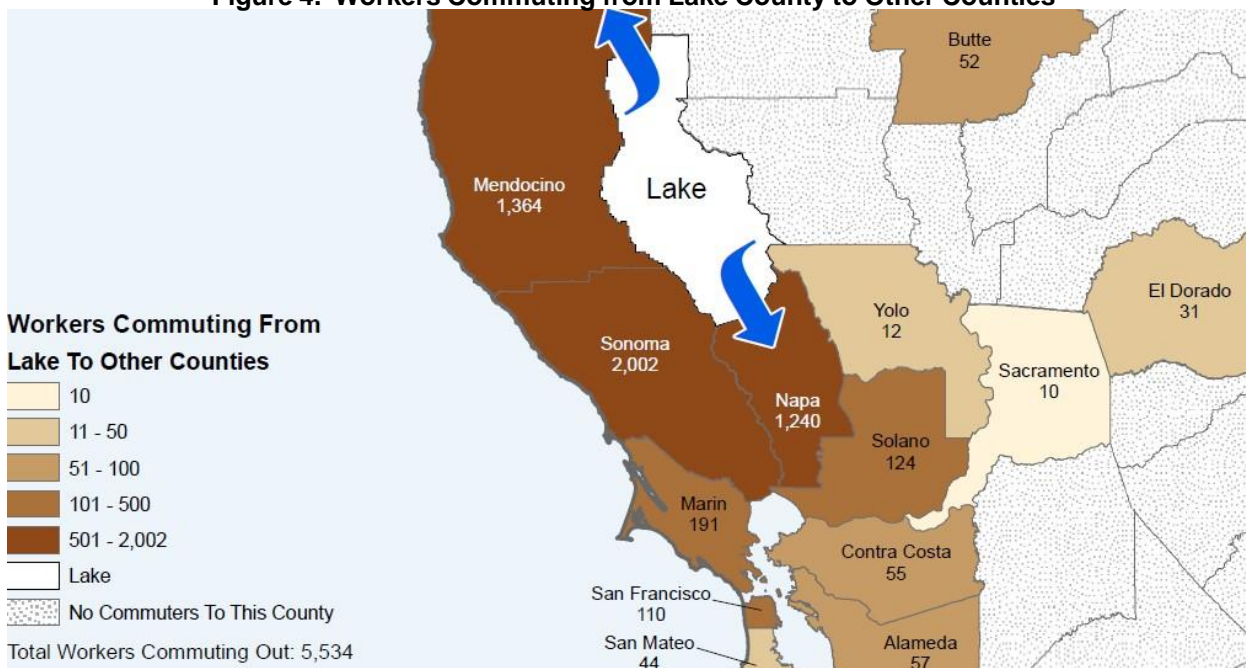 Figure 4. Workers Commuting from Lake County to Other Counties
Butte
52
Mendocino
1,364
Lake
El Dorado
31
Yolo
12
Sonoma
2,002
Sacramento
10
Napa
1,240
Solano
124
Marin
191
Contra Costa
55
San Francisco
110
San Mateo
44
Alameda
57
Workers Commuting From
Lake To Other Counties
10
11 - 50
51 - 100
101 - 500
501 - 2,002
Lake
No Commuters To This County
Total Workers Commuting Out: 5,534